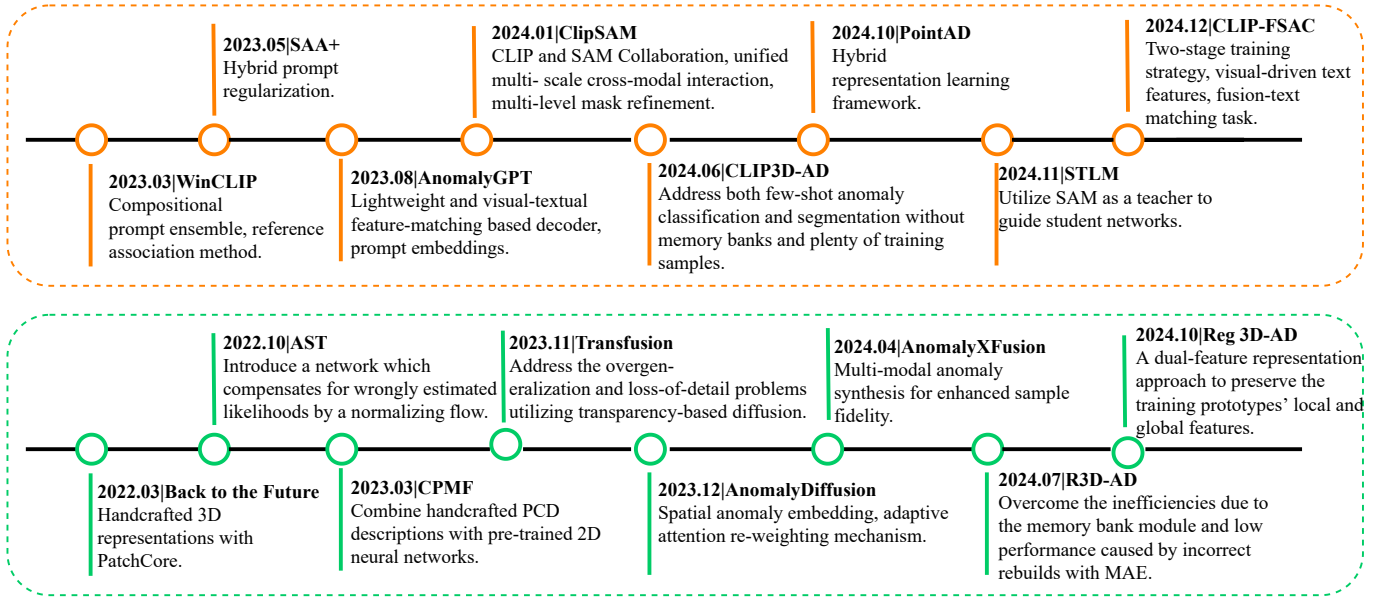 2023.05|SAA+
Hybrid prompt
regularization.
2024.01|ClipSAM
CLIP and SAM Collaboration, unified
multi- scale cross-modal interaction,
multi-level mask refinement.
2024.10|PointAD
Hybrid
representation learning
framework.
2024.12|CLIP-FSAC
Two-stage training
strategy, visual-driven text
features, fusion-text
matching task.
2023.03|WinCLIP
Compositional
prompt ensemble, reference
association method.
2023.08|AnomalyGPT
Lightweight and visual-textual
feature-matching based decoder,
prompt embeddings.
2024.06|CLIP3D-AD
Address both few-shot anomaly
classification and segmentation without
memory banks and plenty of training
samples.
2024.11|STLM
Utilize SAM as a teacher to
guide student networks.
2022.10|AST
Introduce a network which
compensates for wrongly estimated
likelihoods by a normalizing flow.
2023.11|Transfusion
Address the overgen-
eralization and loss-of-detail problems
utilizing transparency-based diffusion.
2024.04|AnomalyXFusion
Multi-modal anomaly
synthesis for enhanced sample
fidelity.
2024.10|Reg 3D-AD
A dual-feature representation
approach to preserve the
training prototypes’ local and
global features.
2022.03|Back to the Future
Handcrafted 3D
representations with
PatchCore.
2023.03|CPMF
Combine handcrafted PCD
descriptions with pre-trained 2D
neural networks.
2023.12|AnomalyDiffusion
Spatial anomaly embedding, adaptive
attention re-weighting mechanism.
2024.07|R3D-AD
Overcome the inefficiencies due to
the memory bank module and low
performance caused by incorrect
rebuilds with MAE.